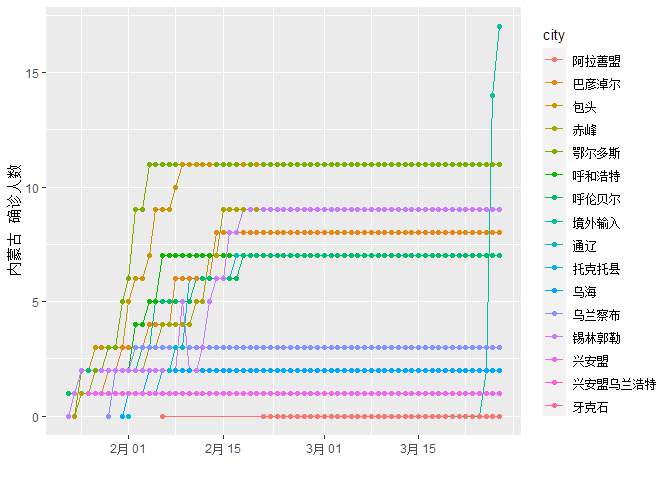 city
阿拉善盟
巴彦淖尔
包头
赤峰
鄂尔多斯
呼和浩特
呼伦贝尔
境外输入
通辽
托克托县
乌海
乌兰察布
锡林郭勒
兴安盟
兴安盟乌兰浩特
牙克石
内蒙古 确诊人数
15
10
5
0
2月 01
2月 15
3月 01
3月 15